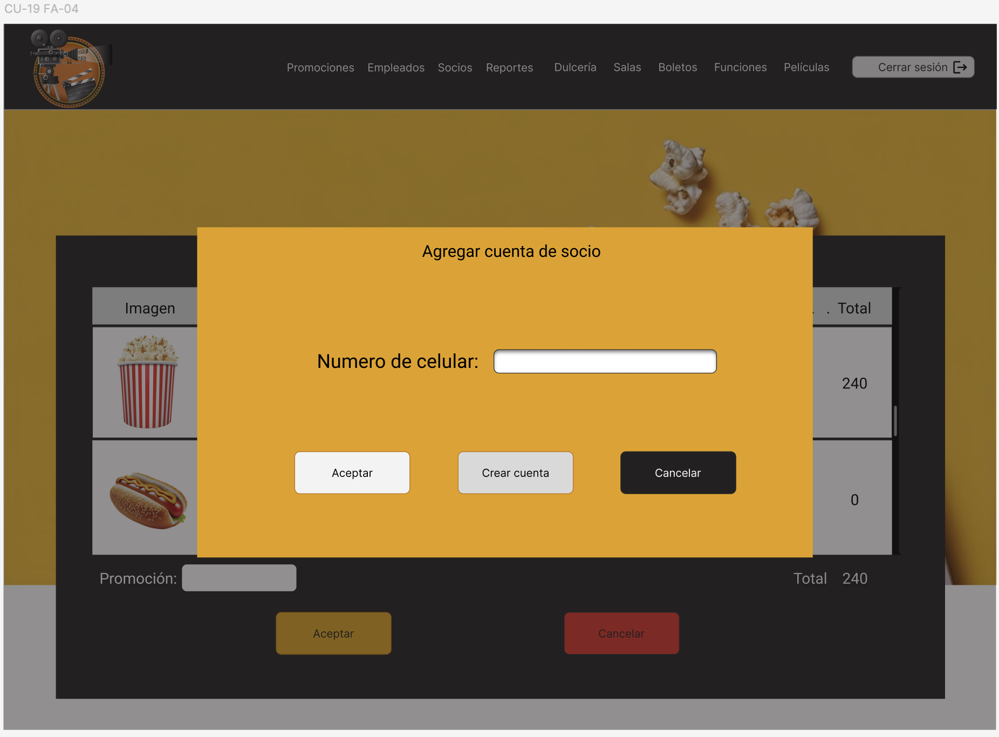 CU-19 FA-04
CINE
Promociones Empleados Socios Reportes Dulcería Salas Boletos Funciones Películas Cerrar sesión
Agregar cuenta de socio
Imagen . . Total
Numero de celular:
240
Aceptar Crear cuenta Cancelar
0
Promoción: Total 240
Aceptar Cancelar